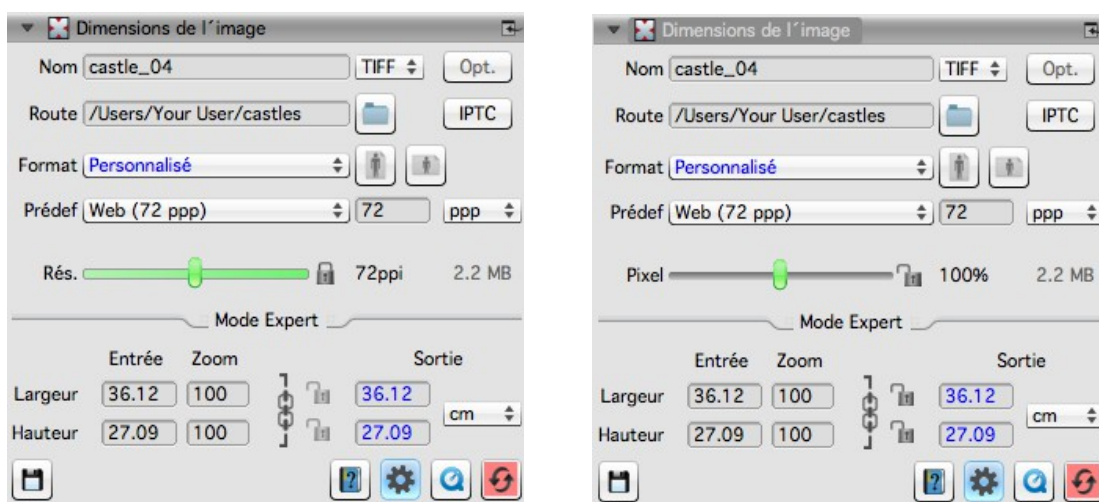 Dimensions de l´image
Nom castle_04 TIFF Opt.
Route /Users/Your User/castles IPTC
Format Personnalisé
Prédef Web (72 ppp) 72 ppp
Rés. 72ppi 2.2 MB
Mode Expert
Entrée Zoom Sortie
Largeur 36.12 100 36.12
cm
Hauteur 27.09 100 27.09
Dimensions de l´image
Nom castle_04 TIFF Opt.
Route /Users/Your User/castles IPTC
Format Personnalisé
Prédef Web (72 ppp) 72 ppp
Pixel 100% 2.2 MB
Mode Expert
Entrée Zoom Sortie
Largeur 36.12 100 36.12
cm
Hauteur 27.09 100 27.09